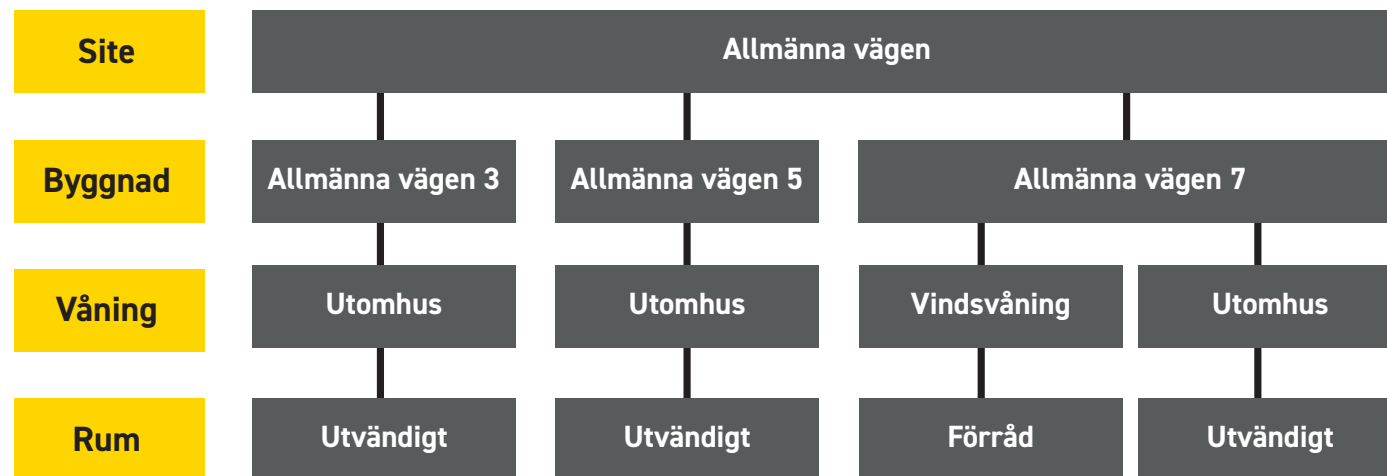 Site
Allmänna vägen
Byggnad
Allmänna vägen 3
Allmänna vägen 5
Allmänna vägen 7
Våning
Utomhus
Utomhus
Vindsvåning
Utomhus
Rum
Utvändigt
Utvändigt
Förråd
Utvändigt